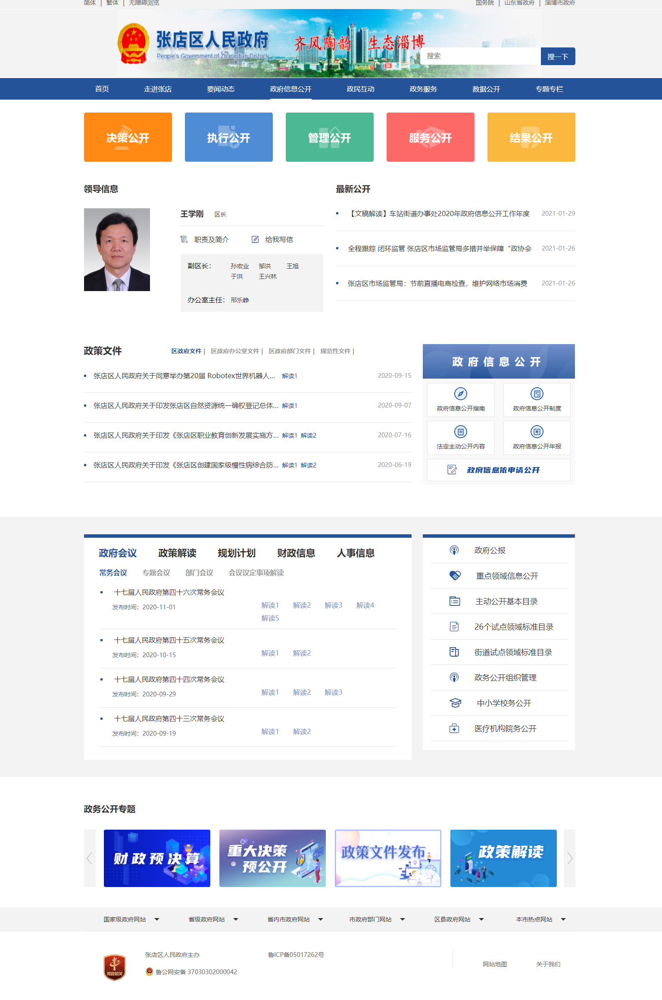 简体 | 繁体 | 无障碍浏览
国务院 | 山东省政府 | 淄博市政府
张店区人民政府
People's Government of Zhangdian District
齐风陶韵 生态淄博
搜索
搜一下
首页 走进张店 要闻动态 政府信息公开 政民互动 政务服务 数据公开 专题专栏
决策公开
执行公开
管理公开
服务公开
结果公开
领导信息
王学刚 区长
职责及简介 给我写信
副区长： 孙宏业 邹洪 王旭
于洪 王兴林
办公室主任： 邢乐峥
最新公开
【文稿解读】车站街道办事处2020年政府信息公开工作年度 2021-01-29
全程跟踪 闭环监管 张店区市场监管局多措并举保障“政协会 2021-01-26
张店区市场监管局：节前直播电商检查，维护网络市场消费 2021-01-26
政策文件
区政府文件 | 区政府办公室文件 | 区政府部门文件 | 规范性文件 |
张店区人民政府关于同意举办第20届 Robotex世界机器人... 解读1 2020-09-15
张店区人民政府关于印发张店区自然资源统一确权登记总体... 解读1 2020-09-07
张店区人民政府关于印发《张店区职业教育创新发展实施方... 解读1 解读2 2020-07-16
张店区人民政府关于印发《张店区创建国家级慢性病综合防... 解读1 解读2 2020-06-19
政府信息公开
政府信息公开指南 政府信息公开制度
法定主动公开内容 政府信息公开年报
政府信息依申请公开
政府会议 政策解读 规划计划 财政信息 人事信息
常务会议 专题会议 部门会议 会议议定事项解读
十七届人民政府第四十六次常务会议
发布时间：2020-11-01
解读1 解读2 解读3 解读4
解读5
十七届人民政府第四十五次常务会议
发布时间：2020-10-15
解读1 解读2
十七届人民政府第四十四次常务会议
发布时间：2020-09-29
解读1 解读2 解读3
十七届人民政府第四十三次常务会议
发布时间：2020-09-19
解读1 解读2
政府公报
重点领域信息公开
主动公开基本目录
26个试点领域标准目录
街道试点领域标准目录
政务公开组织管理
中小学校务公开
医疗机构院务公开
政务公开专题
财政预决算
重大决策
预公开
政策文件发布
政策解读
国家级政府网站 省级政府网站 省内市政府网站 市政府部门网站 区县政府网站 本市热点网站
党政机关
张店区人民政府主办 鲁ICP备05017262号
鲁公网安备 37030302000042
网站地图 关于我们